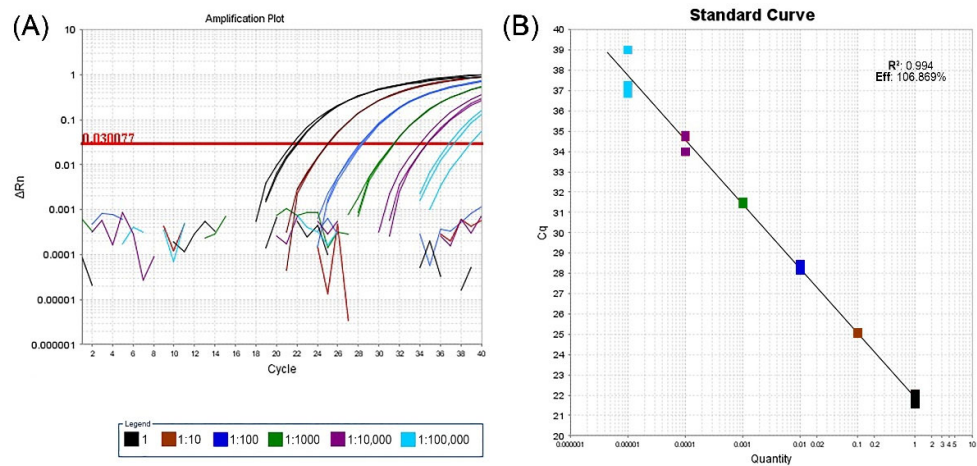 (A)
Amplification Plot
10
1
0.1
0.030077
0.01
0.001
0.0001
0.00001
0.000001
ΔRn
2 4 6 8 10 12 14 16 18 20 22 24 26 28 30 32 34 36 38 40
Cycle
Legend
1 1:10 1:100 1:1000 1:10,000 1:100,000
(B)
Standard Curve
R²: 0.994
Eff: 106.869%
40
39
38
37
36
35
34
33
32
31
30
29
28
27
26
25
24
23
22
21
20
Cq
0.000001 0.00001 0.0001 0.001 0.01 0.02 0.1 0.2 1 2 3 4 5 10
Quantity